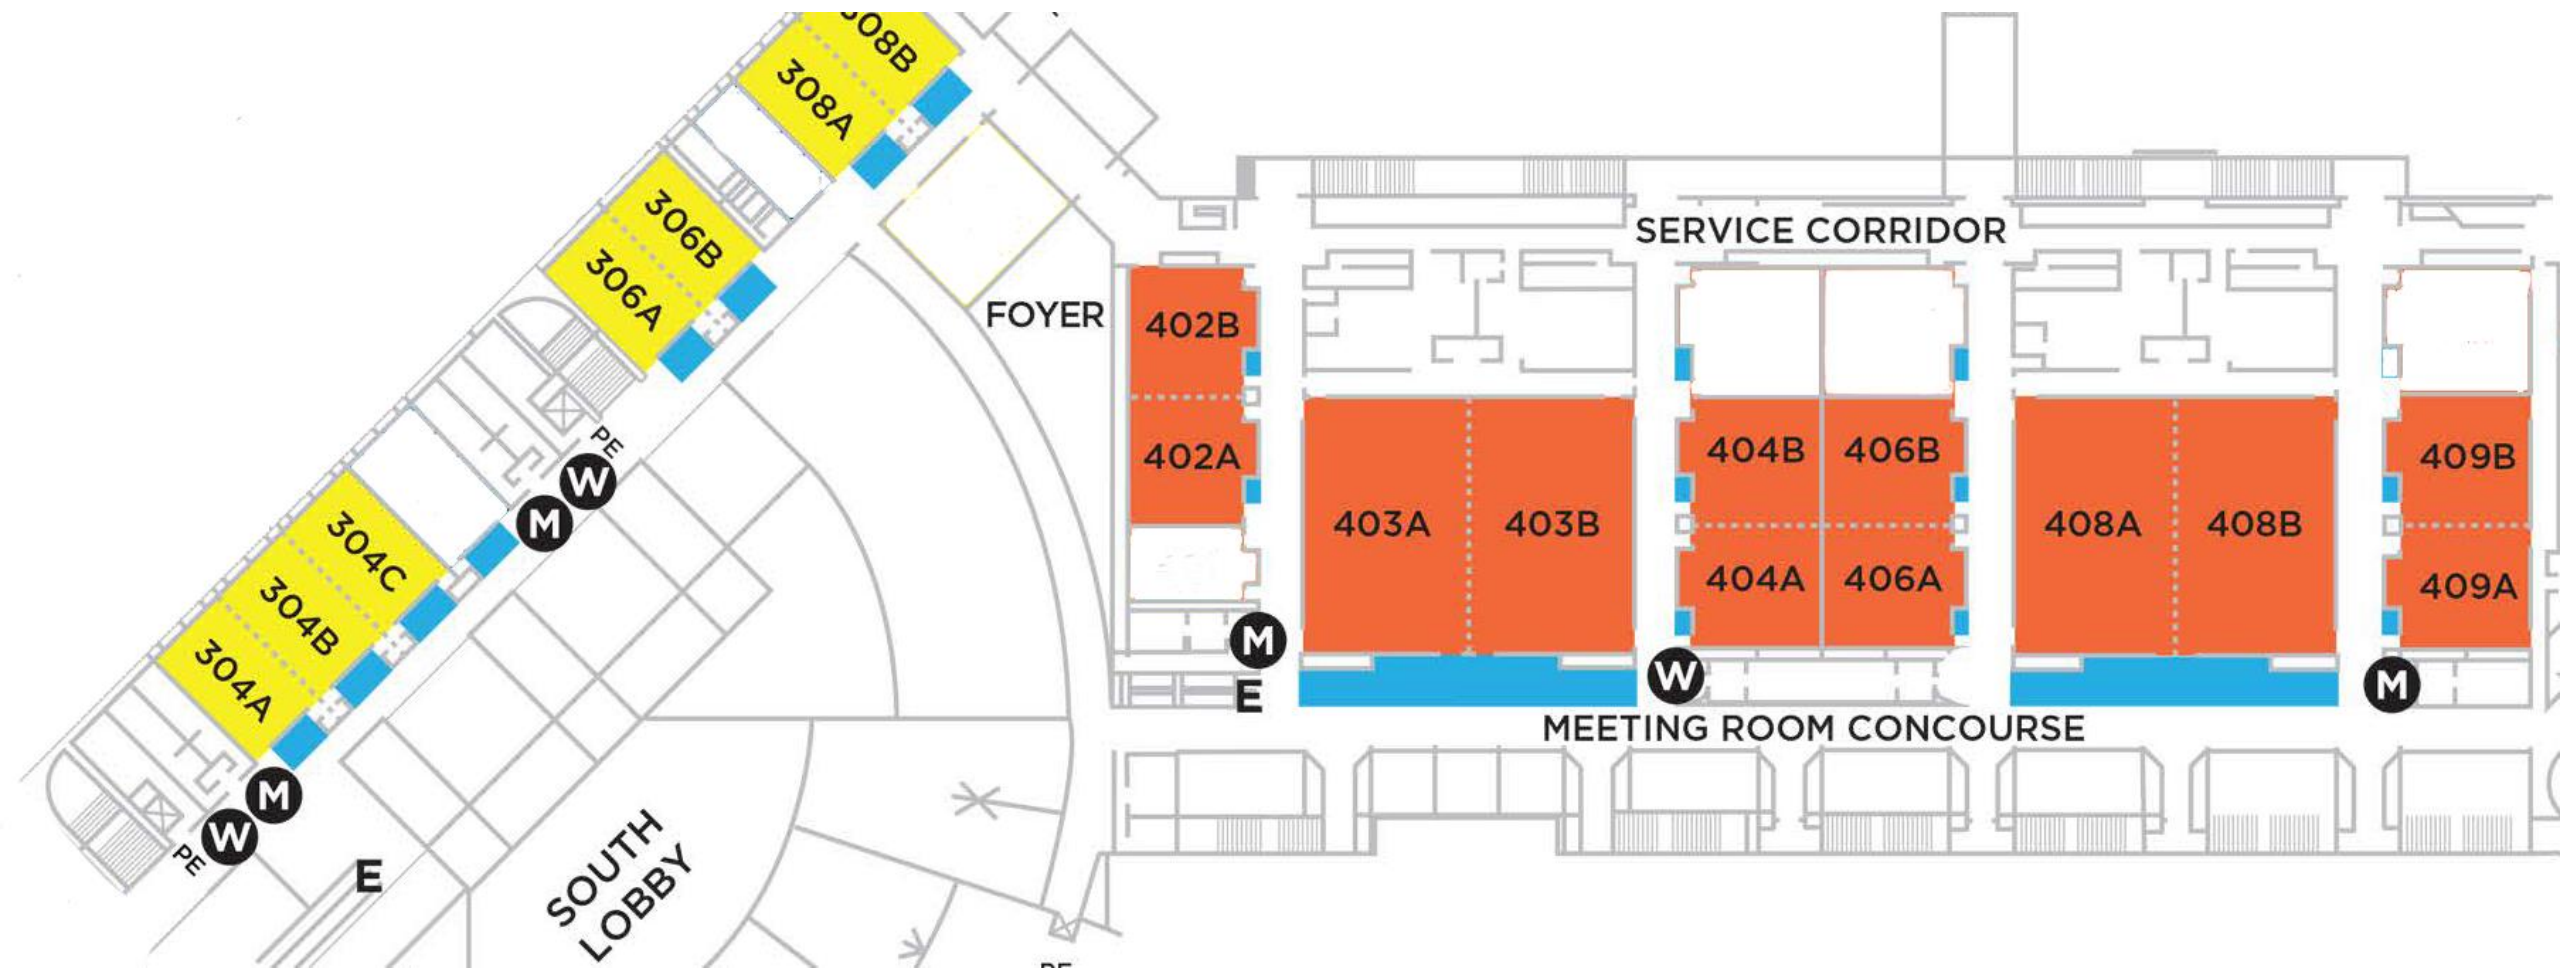 308B
308A
306B
306A
304C
304B
304A
PE
W
M
M
W
PE
E
SOUTH
LOBBY
FOYER
SERVICE CORRIDOR
402B
402A
M
E
403A
403B
404B
406B
404A
406A
W
408A
408B
409B
409A
M
MEETING ROOM CONCOURSE